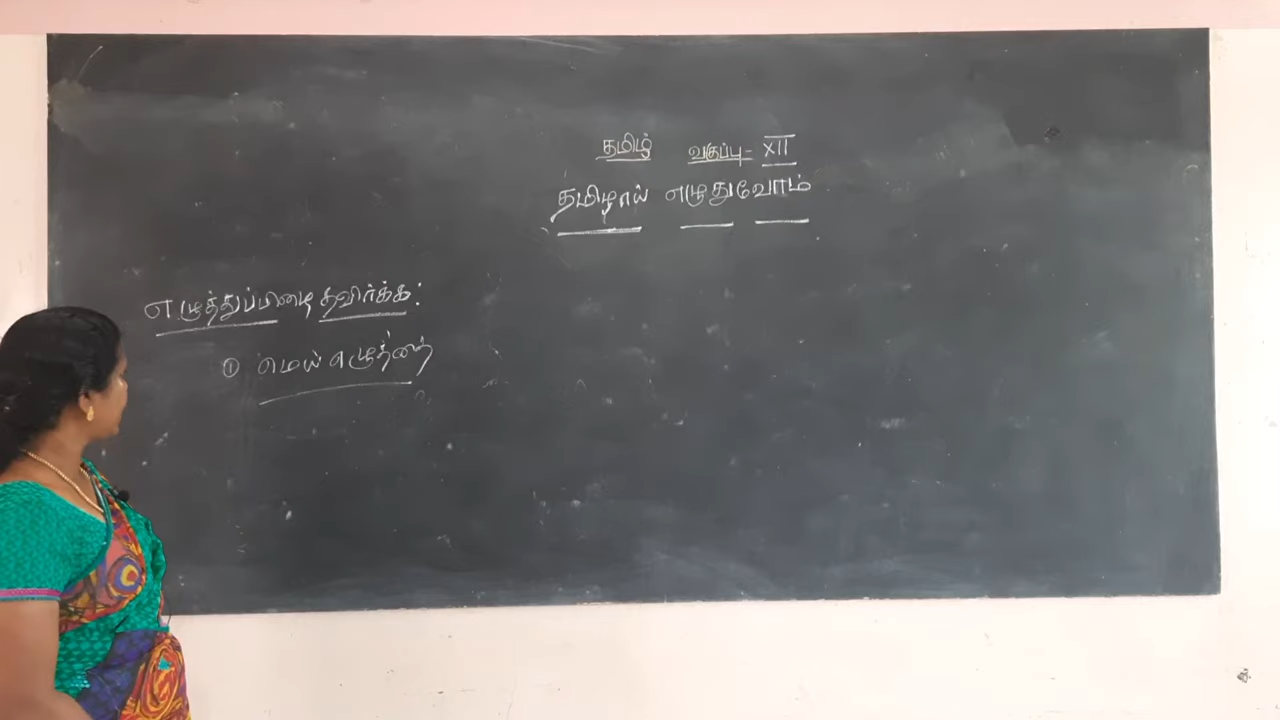 தமிழ் வகுப்பு - XII
தமிழாய் எழுதுவோம்
எழுத்துப்பிழை தவிர்க்க :
① மெய் எழுத்தை